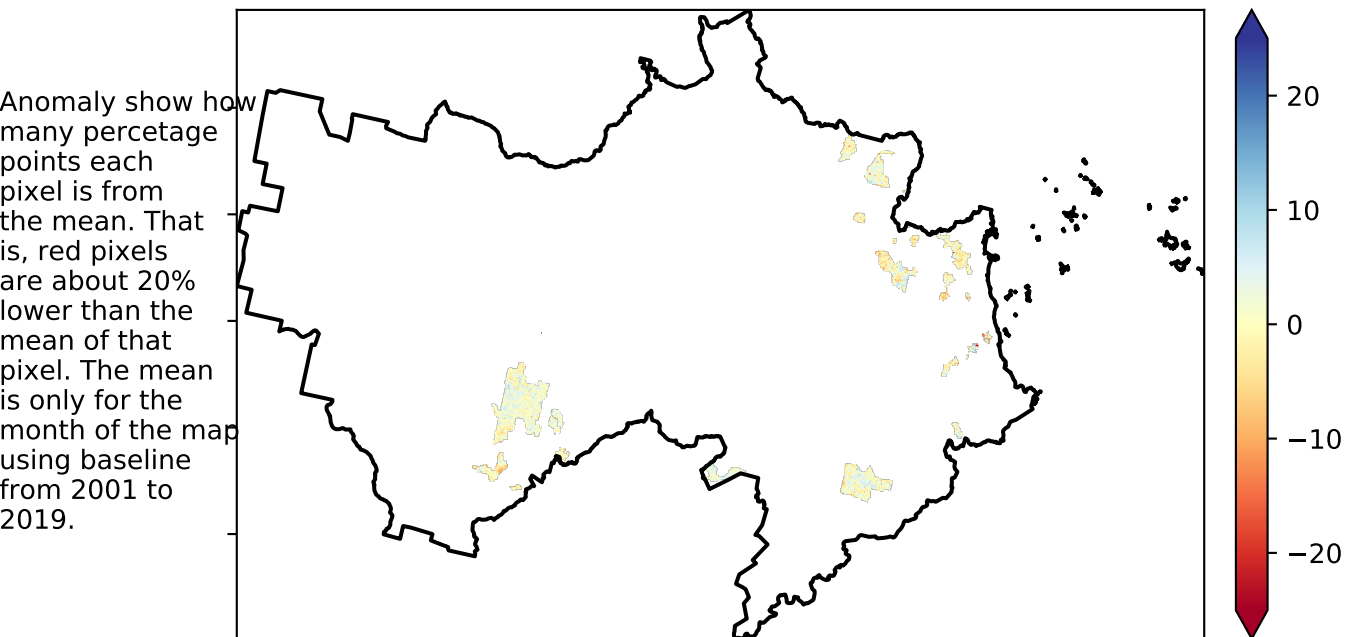 Anomaly show how
many percetage
points each
pixel is from
the mean. That
is, red pixels
are about 20%
lower than the
mean of that
pixel. The mean
is only for the
month of the map
using baseline
from 2001 to
2019.
20
10
0
−10
−20